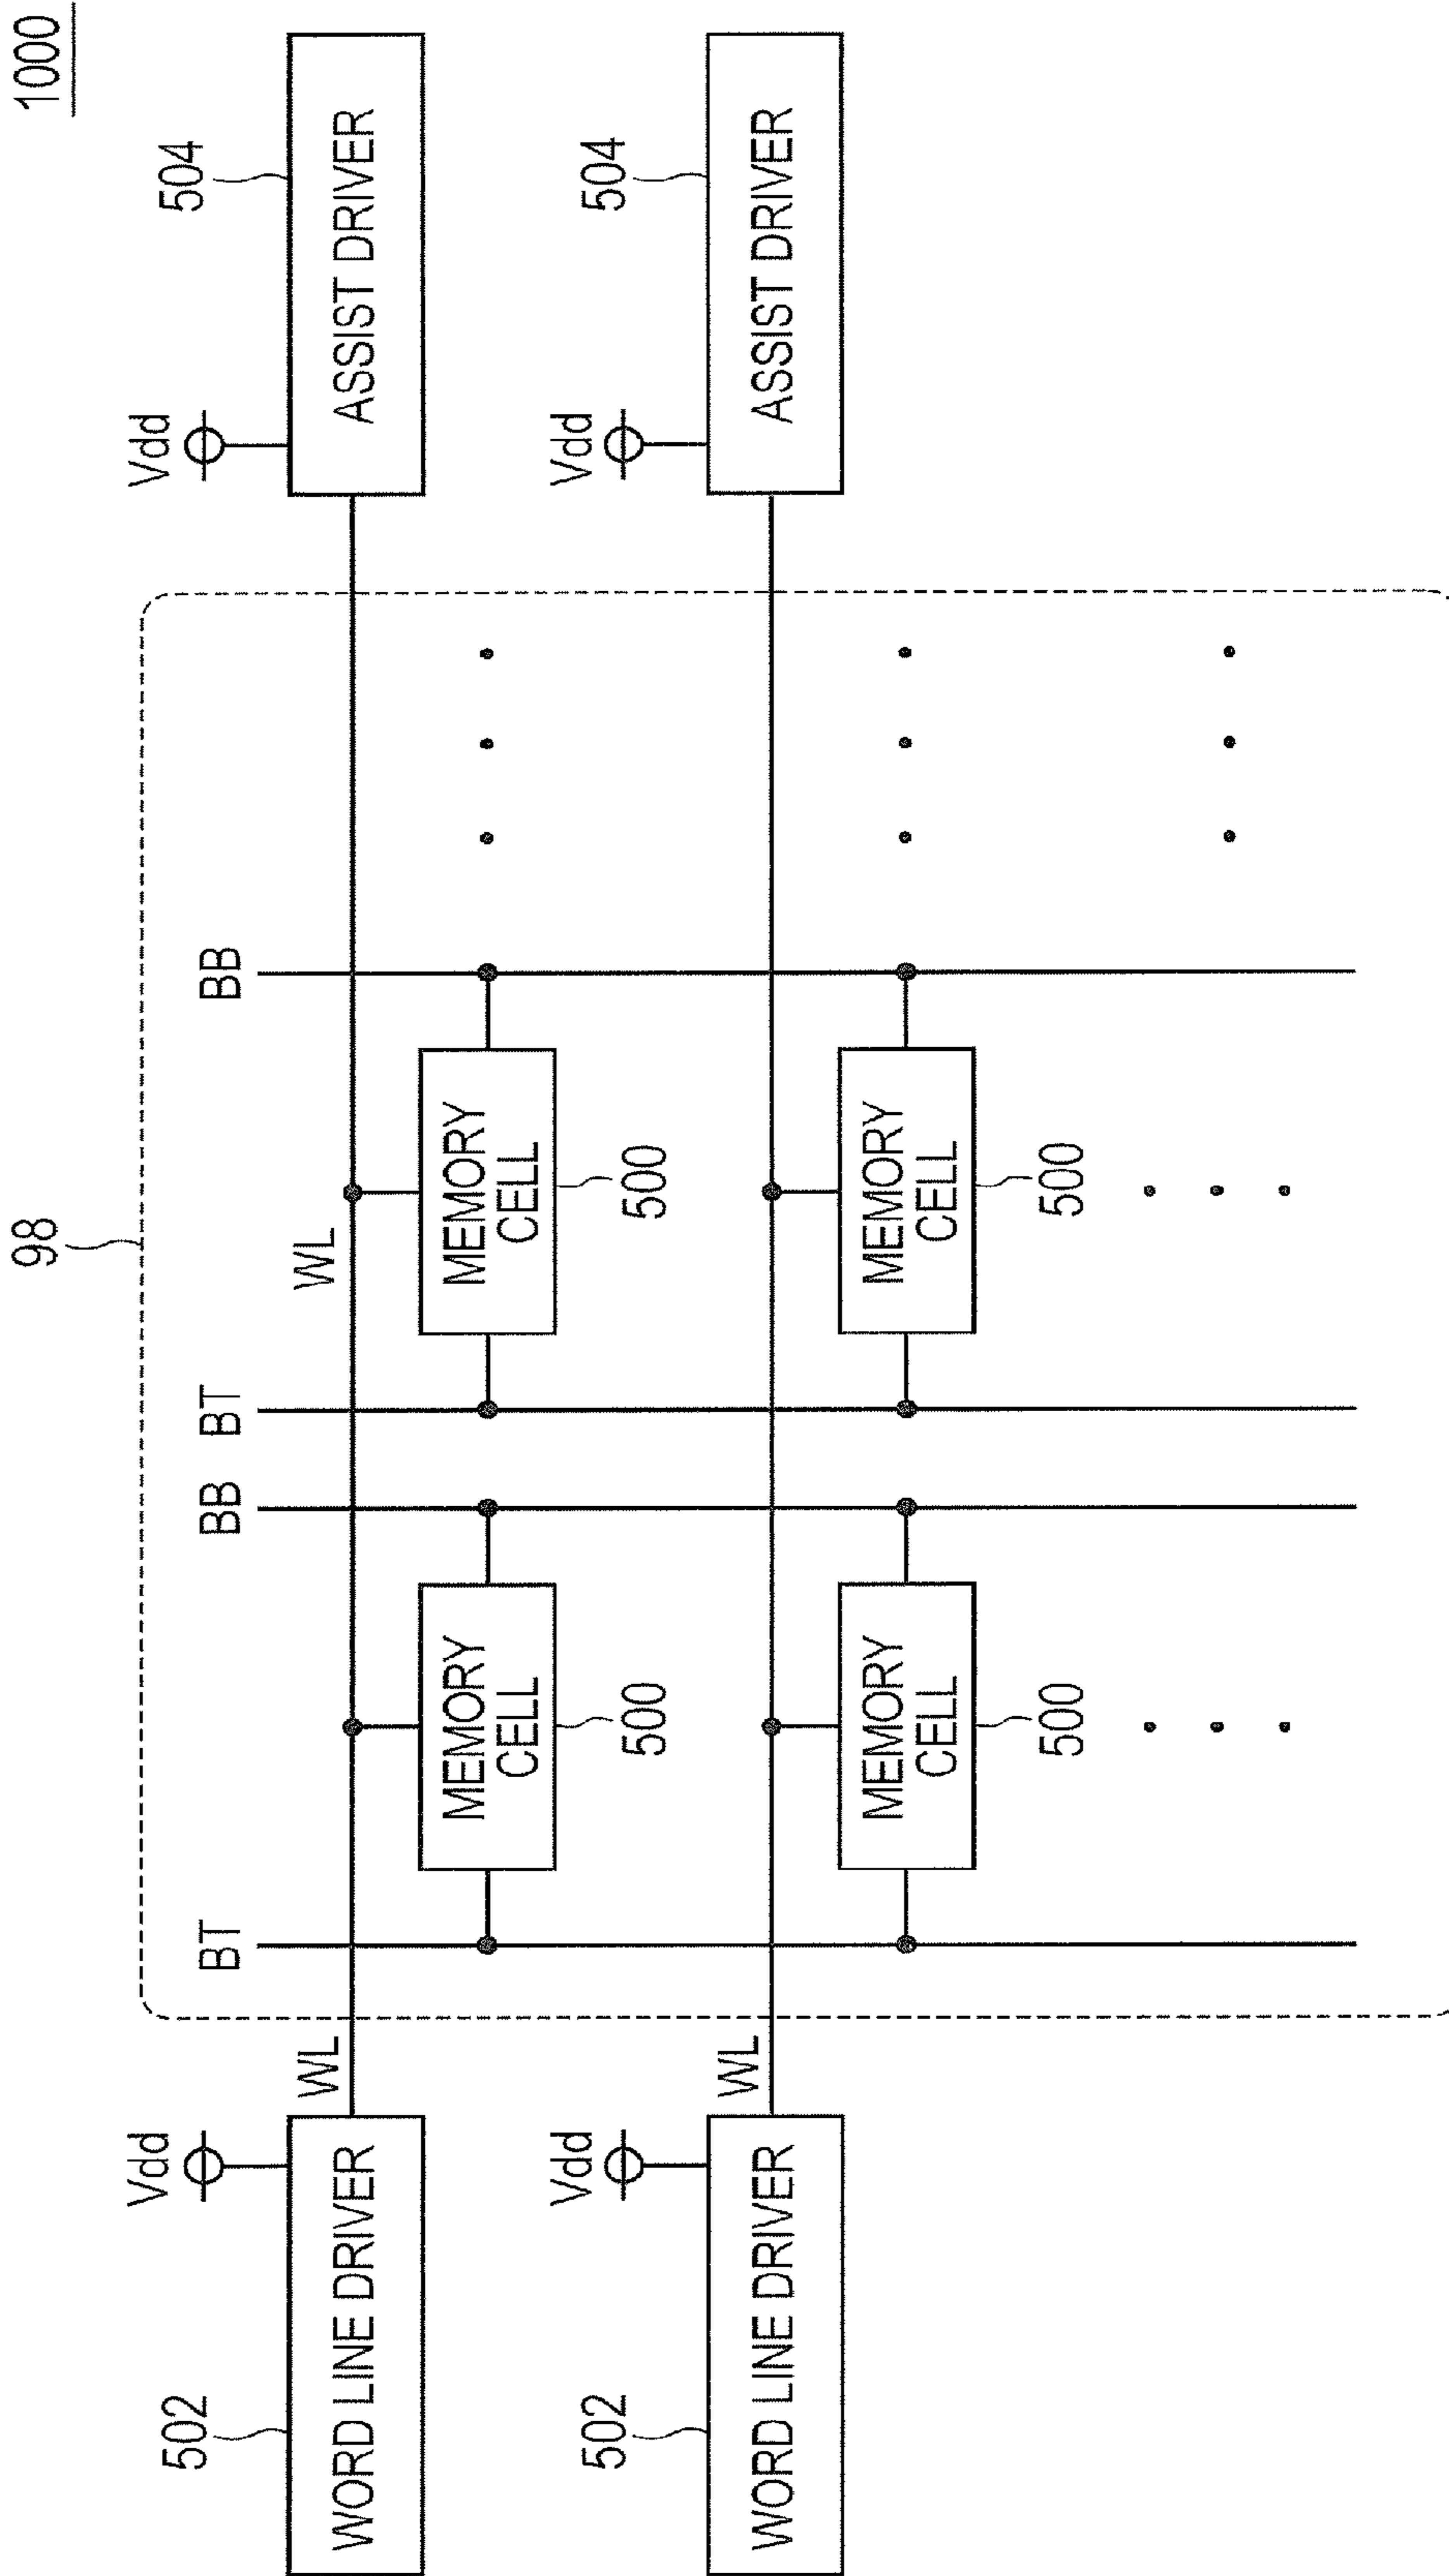 1000
98
Vdd
Vdd
502
504
BT
BB
BT
BB
WL
WL
WORD LINE DRIVER
ASSIST DRIVER
MEMORY
CELL
MEMORY
CELL
500
500
Vdd
Vdd
502
504
WL
WORD LINE DRIVER
ASSIST DRIVER
MEMORY
CELL
MEMORY
CELL
500
500